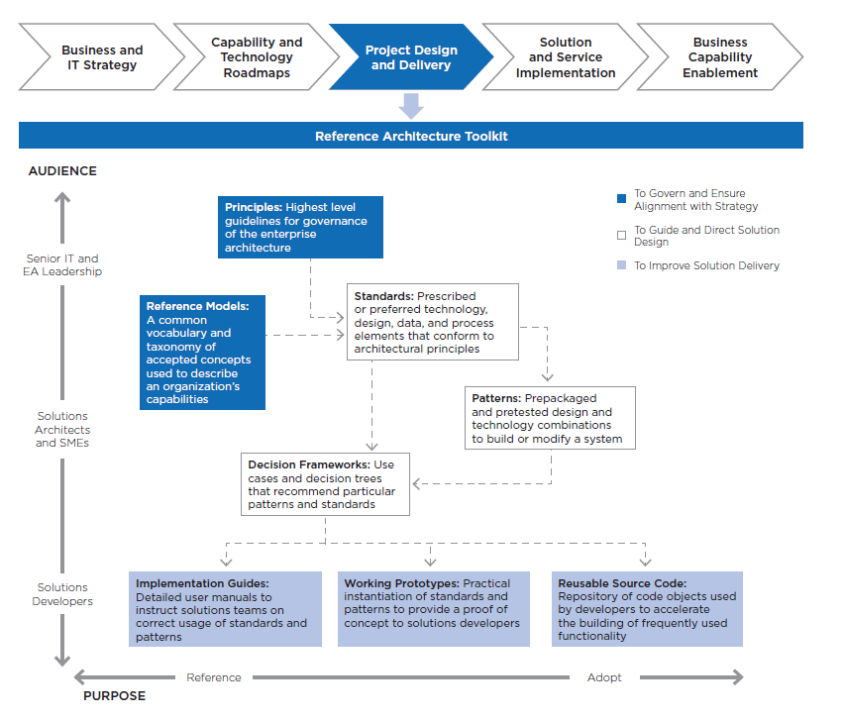 Business and
IT Strategy
Capability and
Technology
Roadmaps
Project Design
and Delivery
Solution
and Service
Implementation
Business
Capability
Enablement
Reference Architecture Toolkit
AUDIENCE
Principles: Highest level
guidelines for governance
of the enterprise
architecture
To Govern and Ensure
Alignment with Strategy
To Guide and Direct Solution
Design
To Improve Solution Delivery
Senior IT and
EA Leadership
Reference Models:
A common
vocabulary and
taxonomy of
accepted concepts
used to describe
an organization's
capabilities
Standards: Prescribed
or preferred technology,
design, data, and process
elements that conform to
architectural principles
Patterns: Prepackaged
and pretested design and
technology combinations
to build or modify a system
Solutions
Architects
and SMEs
Decision Frameworks: Use
cases and decision trees
that recommend particular
patterns and standards
Solutions
Developers
Implementation Guides:
Detailed user manuals to
instruct solutions teams on
correct usage of standards and
patterns
Working Prototypes: Practical
instantiation of standards and
patterns to provide a proof of
concept to solutions developers
Reusable Source Code:
Repository of code objects used
by developers to accelerate
the building of frequently used
functionality
Reference
Adopt
PURPOSE